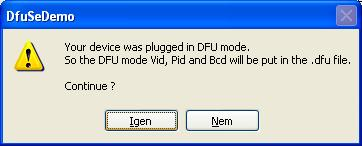 DfuSeDemo
Your device was plugged in DFU mode.
So the DFU mode Vid, Pid and Bcd will be put in the .dfu file.
Continue ?
Igen
Nem